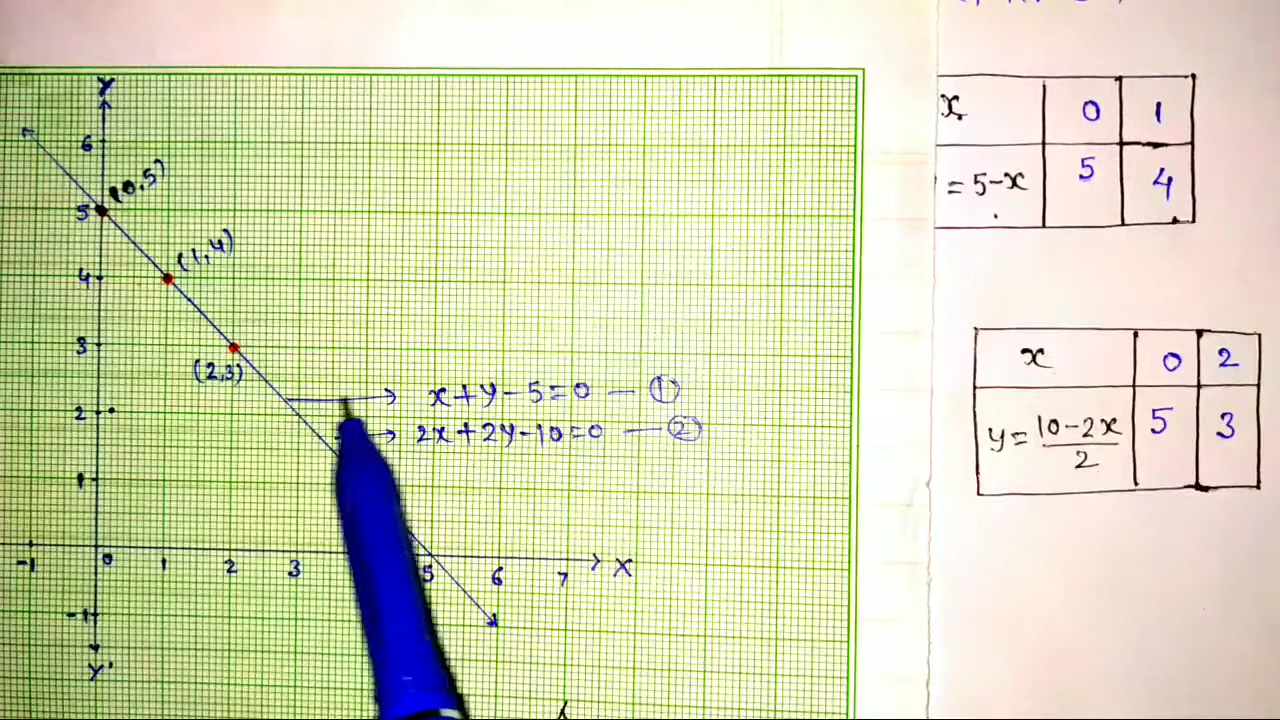 Y
6
(0,5)
5
(1,4)
4
3
(2,3)
x+y-5=0 — ①
2
2x+2y-10=0 — ②
1
-1 0 1 2 3 5 6 7 X
-1
Y'
x 0 1
= 5-x 5 4
x 0 2
y = 10-2x / 2 5 3